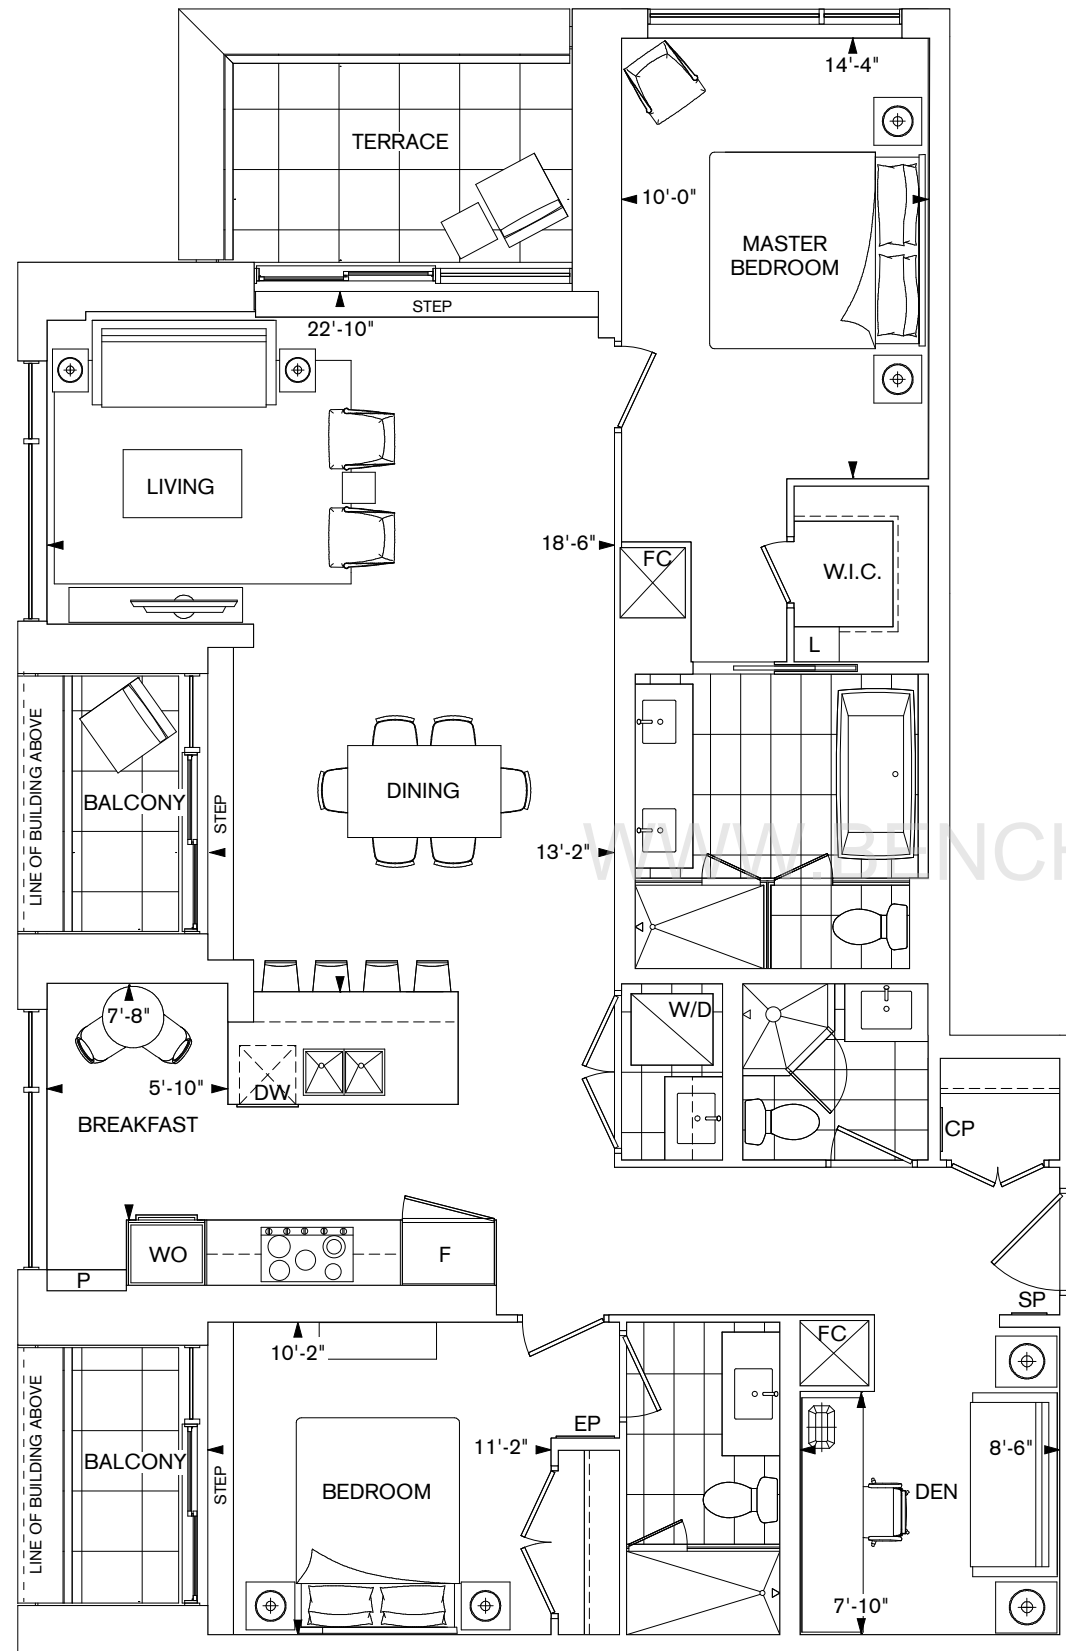 14'-4"
TERRACE
10'-0"
MASTER
BEDROOM
STEP
22'-10"
LIVING
18'-6"
FC
W.I.C.
L
LINE OF BUILDING ABOVE
BALCONY
STEP
DINING
13'-2"
WWW.BENCH
7'-8"
W/D
5'-10"
DW
BREAKFAST
CP
WO
F
P
SP
10'-2"
FC
LINE OF BUILDING ABOVE
BALCONY
STEP
EP
11'-2"
8'-6"
BEDROOM
DEN
7'-10"